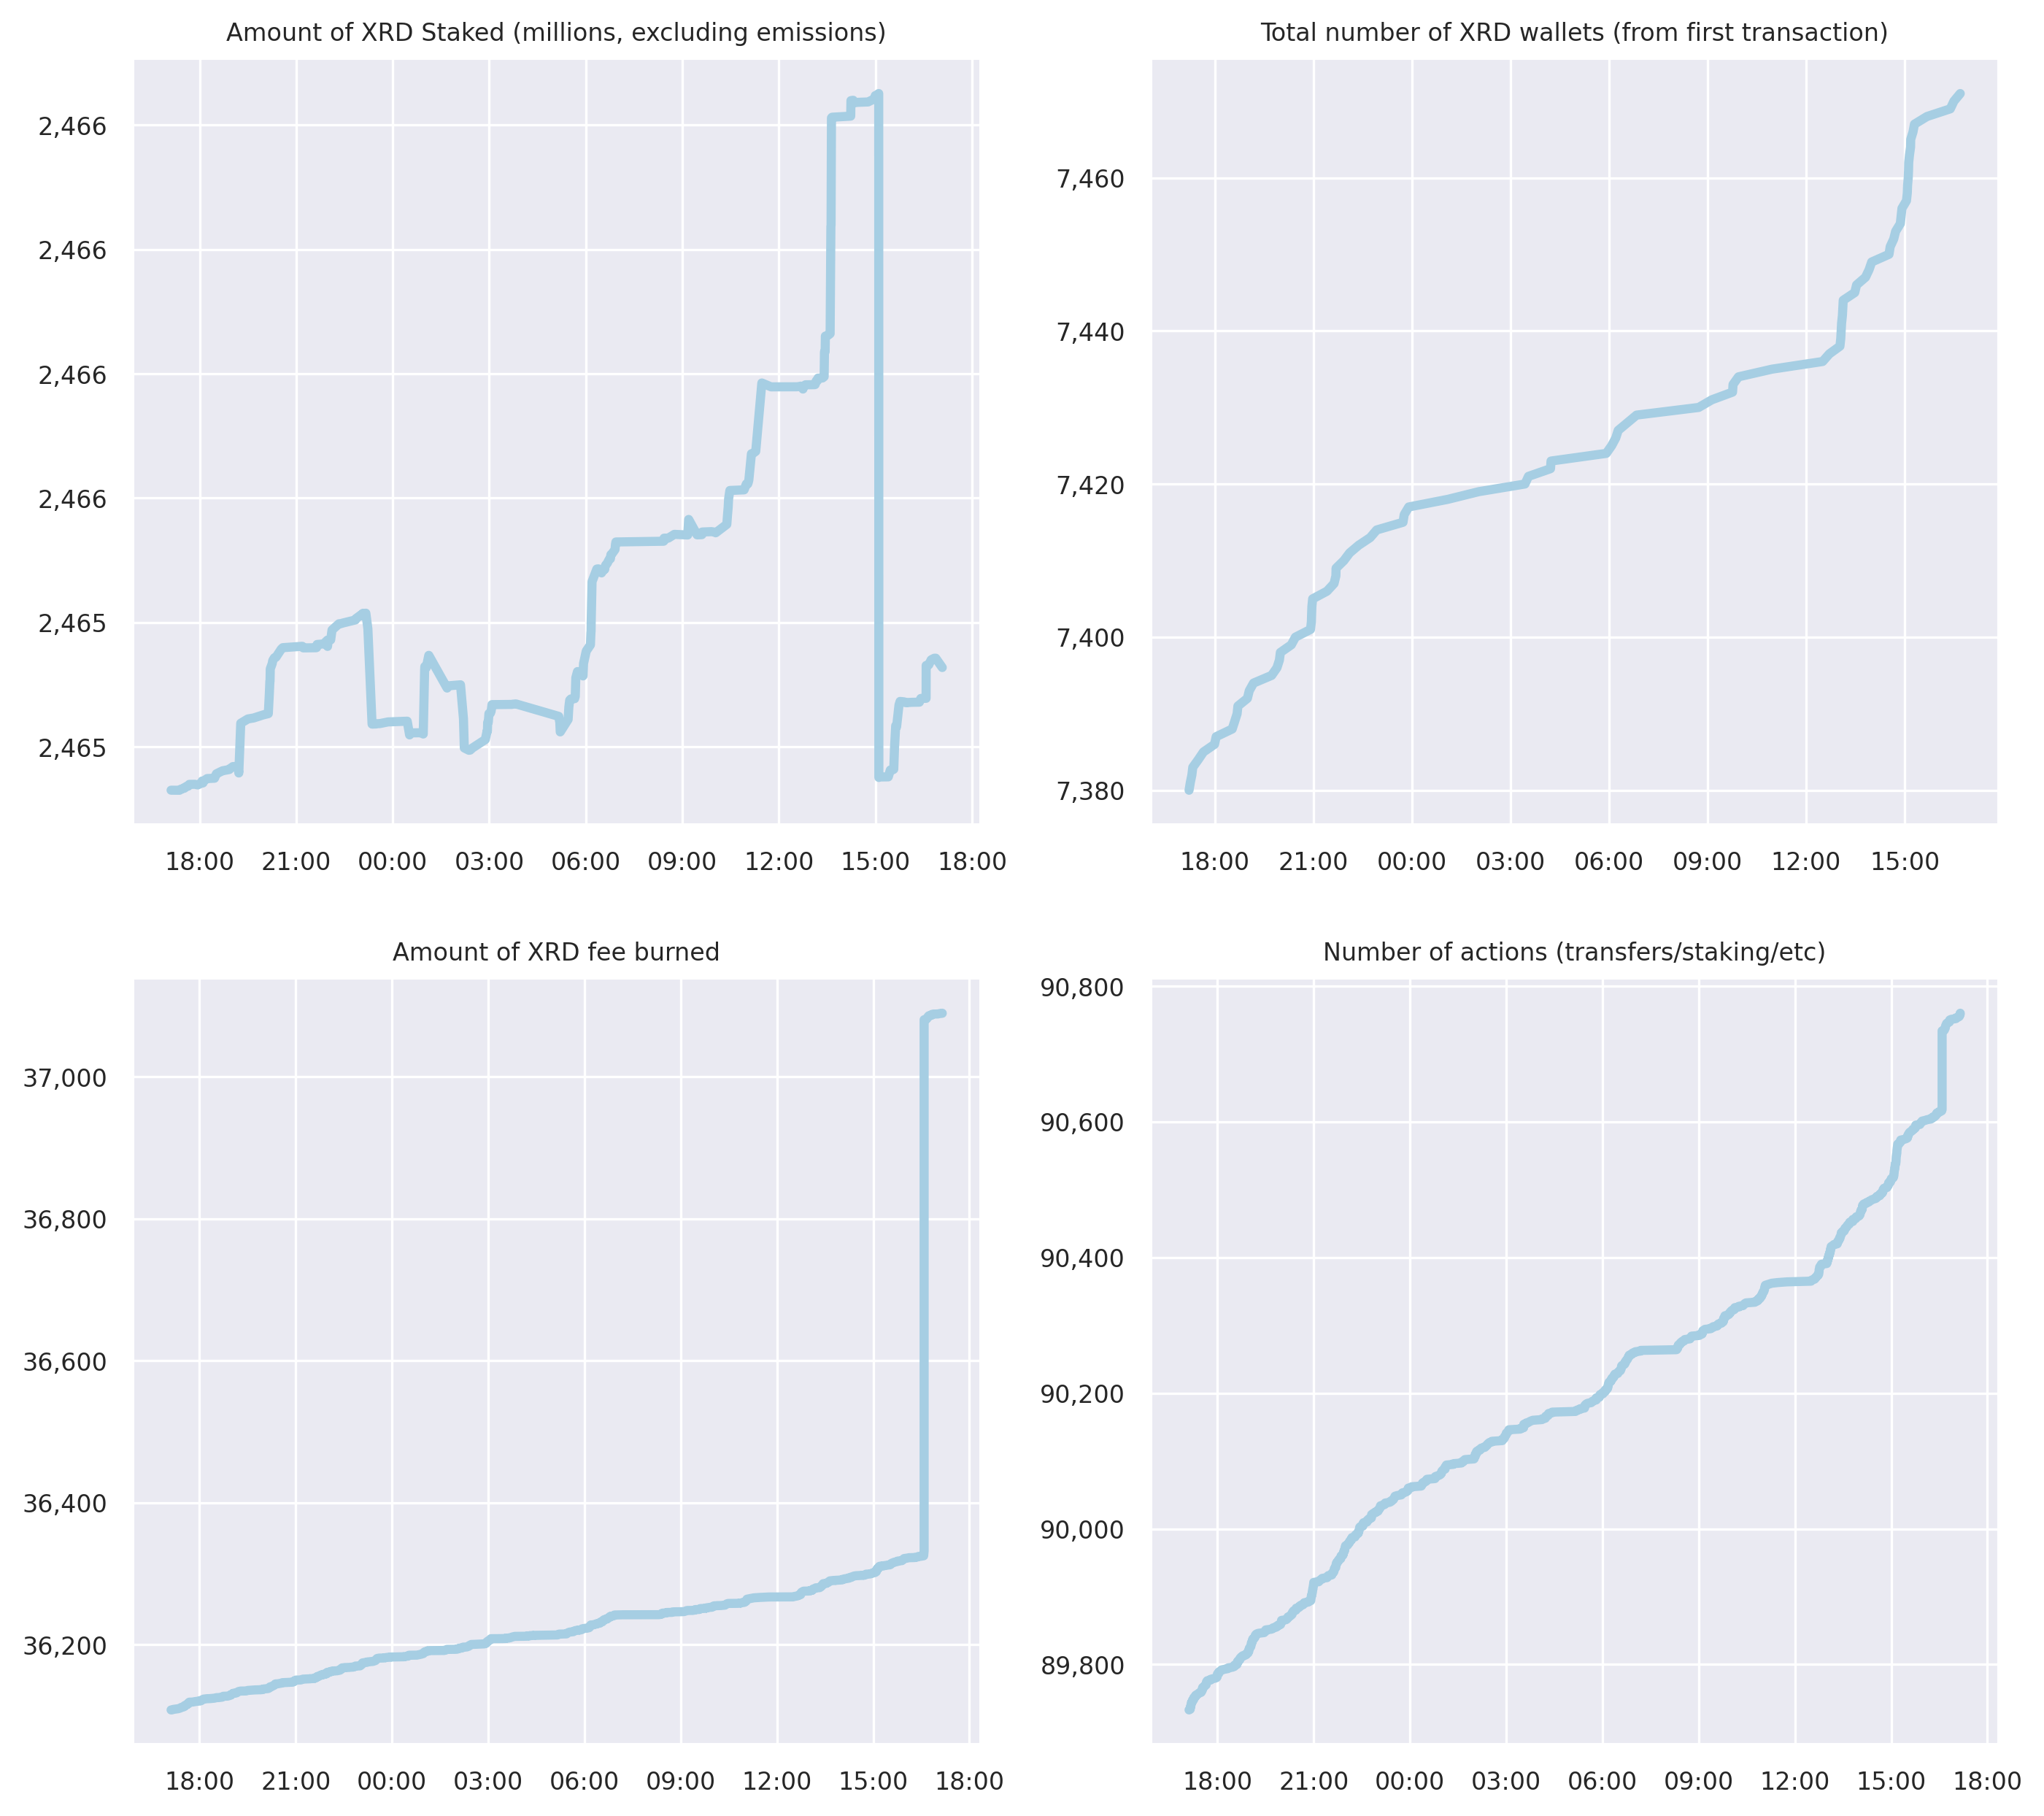 Amount of XRD Staked (millions, excluding emissions)
2,466
2,466
2,466
2,466
2,465
2,465
18:00 21:00 00:00 03:00 06:00 09:00 12:00 15:00 18:00
Total number of XRD wallets (from first transaction)
7,460
7,440
7,420
7,400
7,380
18:00 21:00 00:00 03:00 06:00 09:00 12:00 15:00
Amount of XRD fee burned
37,000
36,800
36,600
36,400
36,200
18:00 21:00 00:00 03:00 06:00 09:00 12:00 15:00 18:00
Number of actions (transfers/staking/etc)
90,800
90,600
90,400
90,200
90,000
89,800
18:00 21:00 00:00 03:00 06:00 09:00 12:00 15:00 18:00